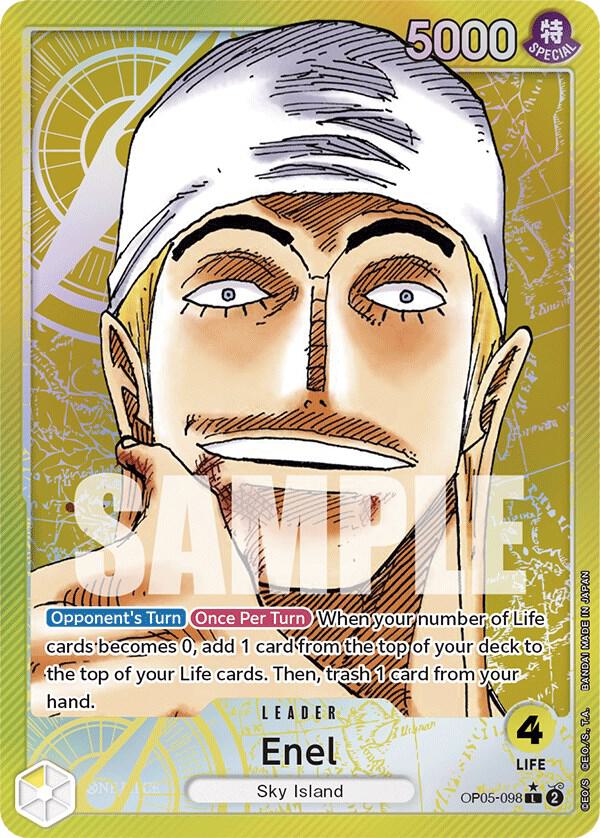 5000 特
SPECIAL
SAMPLE
Opponent's Turn Once Per Turn When your number of Life
cards becomes 0, add 1 card from the top of your deck to
the top of your Life cards. Then, trash 1 card from your
hand.
LEADER
Enel
Sky Island
4
LIFE
OP05-098 L 2
©E.O/S ©E.O./S., T.A. BANDAI MADE IN JAPAN